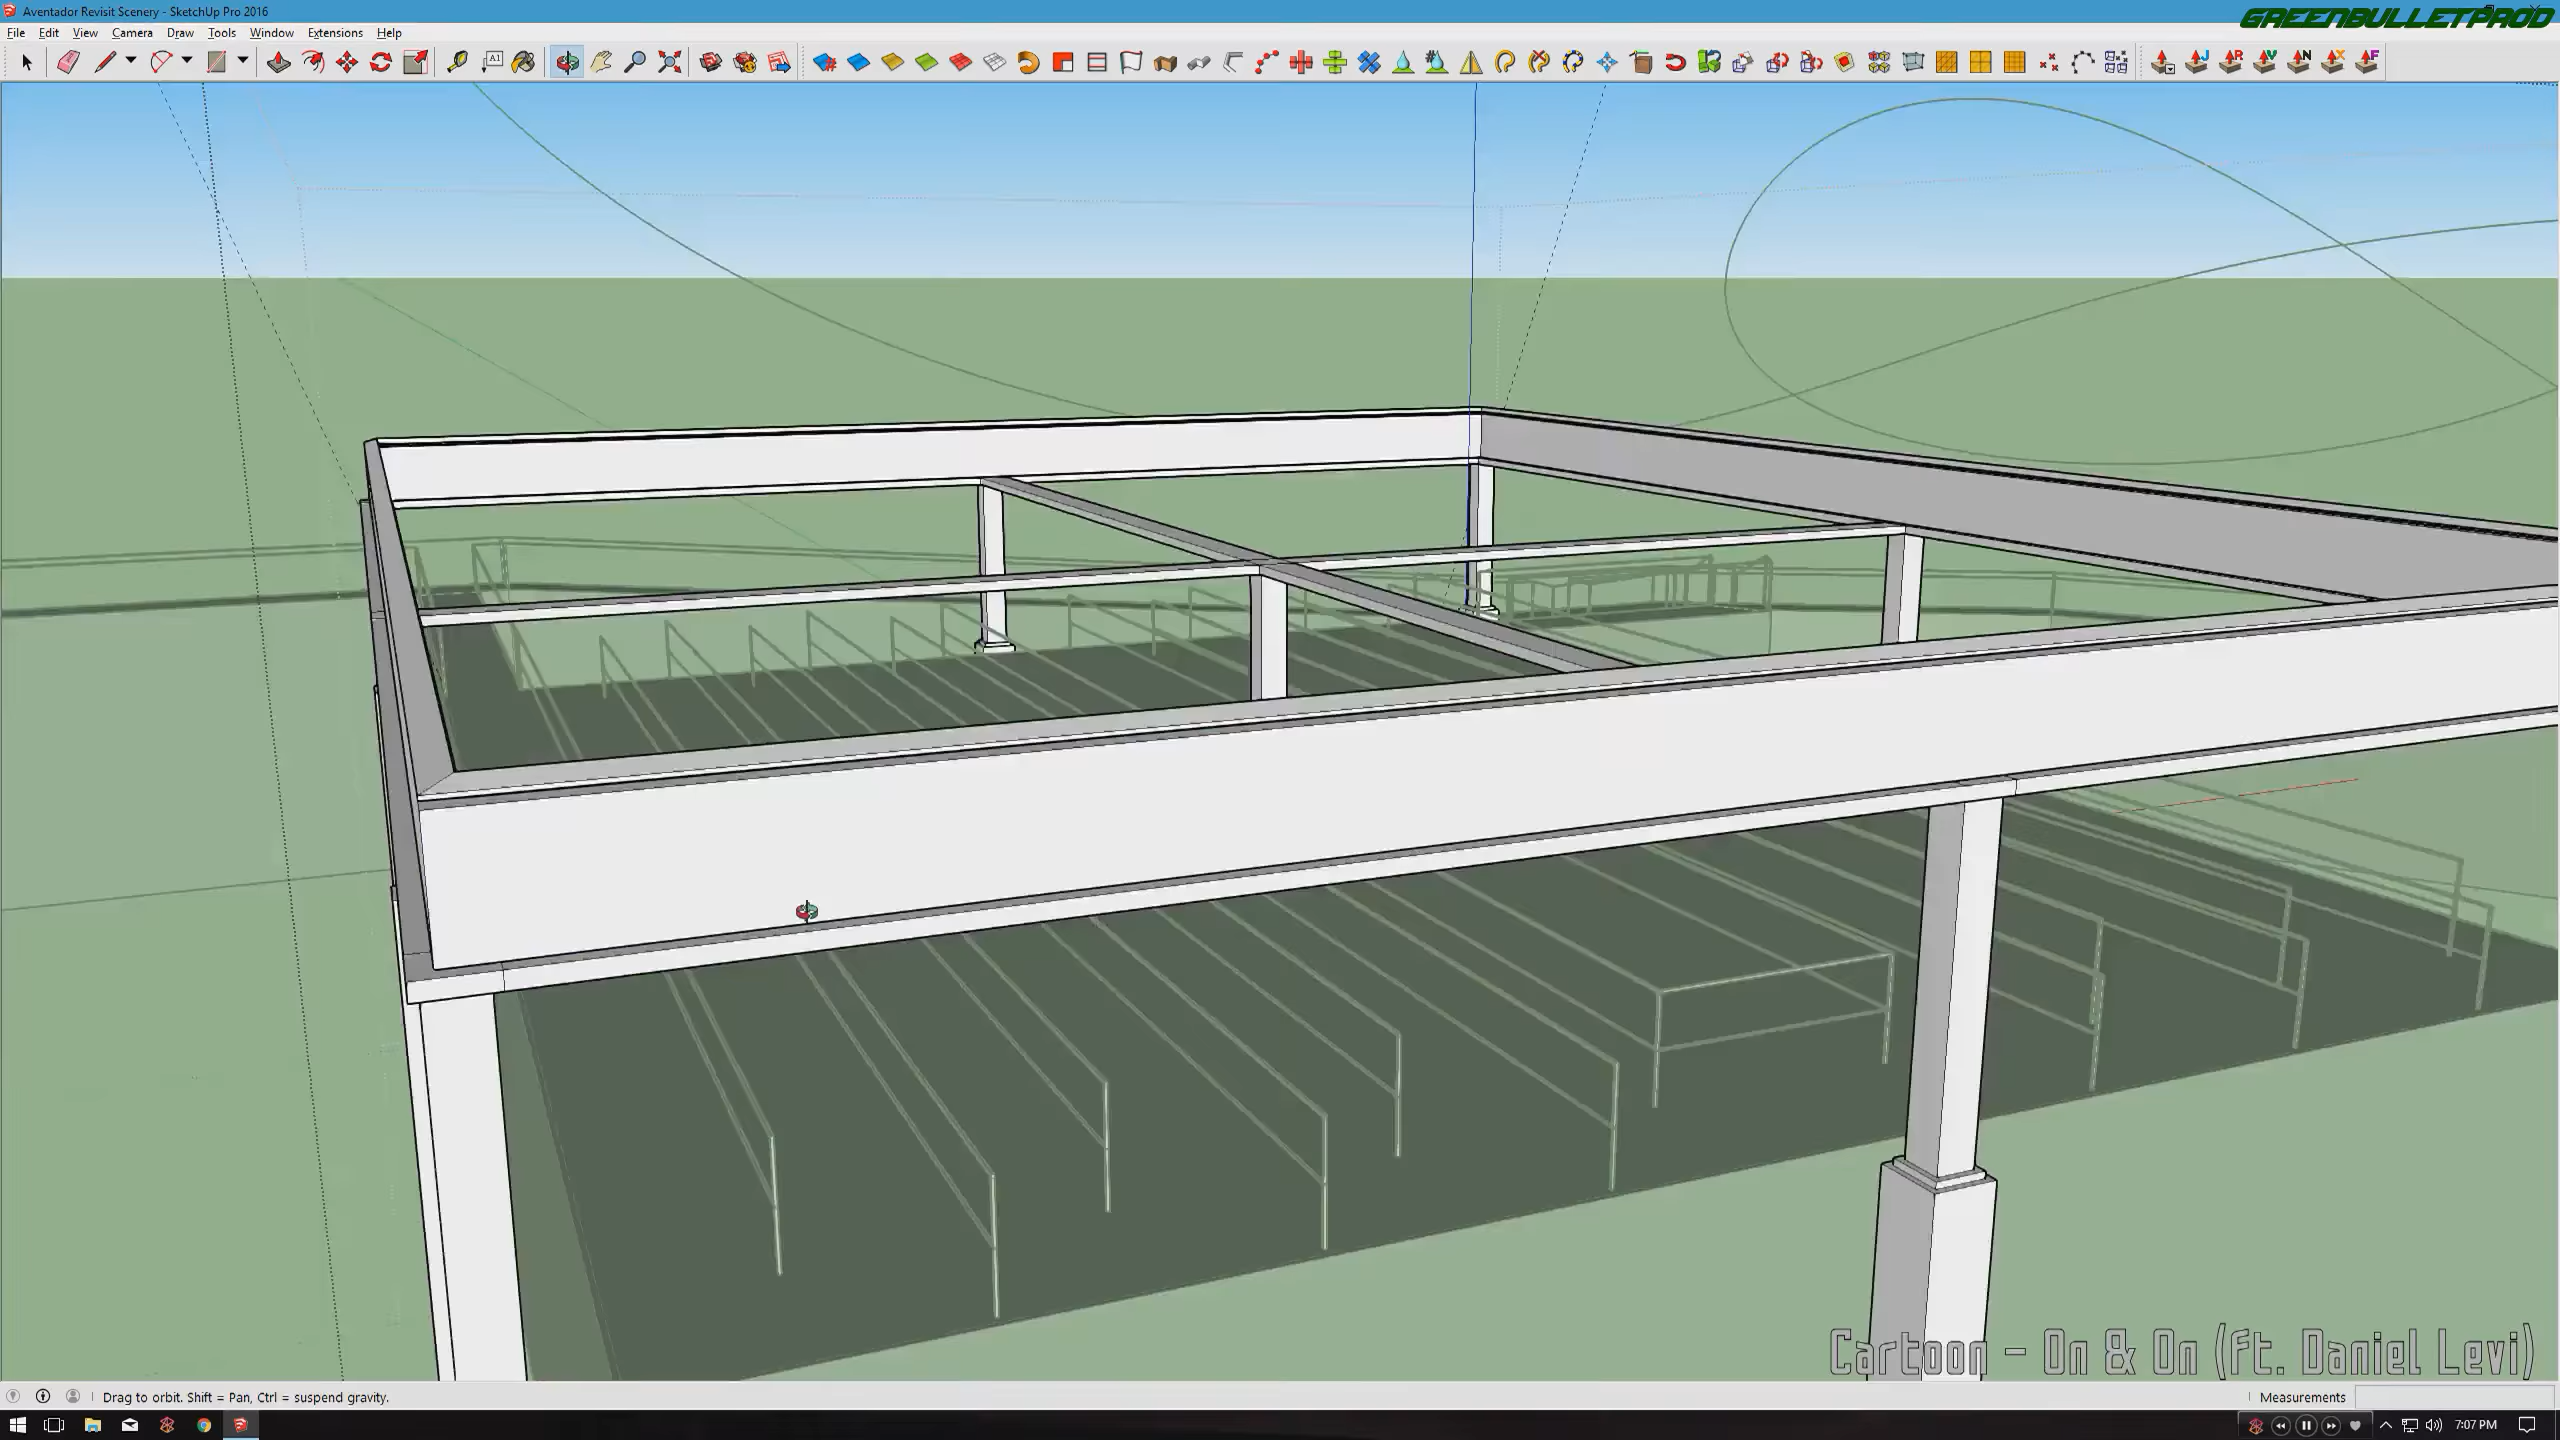 Aventador Revisit Scenery - SketchUp Pro 2016
GREENBULLETPROD
File Edit View Camera Draw Tools Window Extensions Help
A1
J R V N X F
Cartoon - On & On (Ft. Daniel Levi)
Drag to orbit. Shift = Pan, Ctrl = suspend gravity.
Measurements
7:07 PM